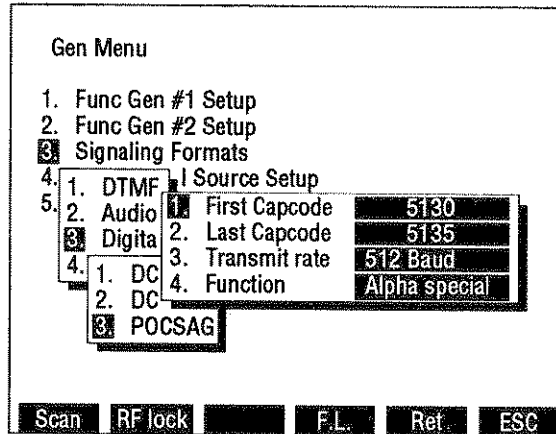 Gen Menu
1. Func Gen #1 Setup
2. Func Gen #2 Setup
3. Signaling Formats
4. l Source Setup
5.
1. DTMF
2. Audio
3. Digita
4.
1. DC
2. DC
3. POCSAG
1. First Capcode 5130
2. Last Capcode 5135
3. Transmit rate 512 Baud
4. Function Alpha special
Scan RF lock F.L. Ret ESC